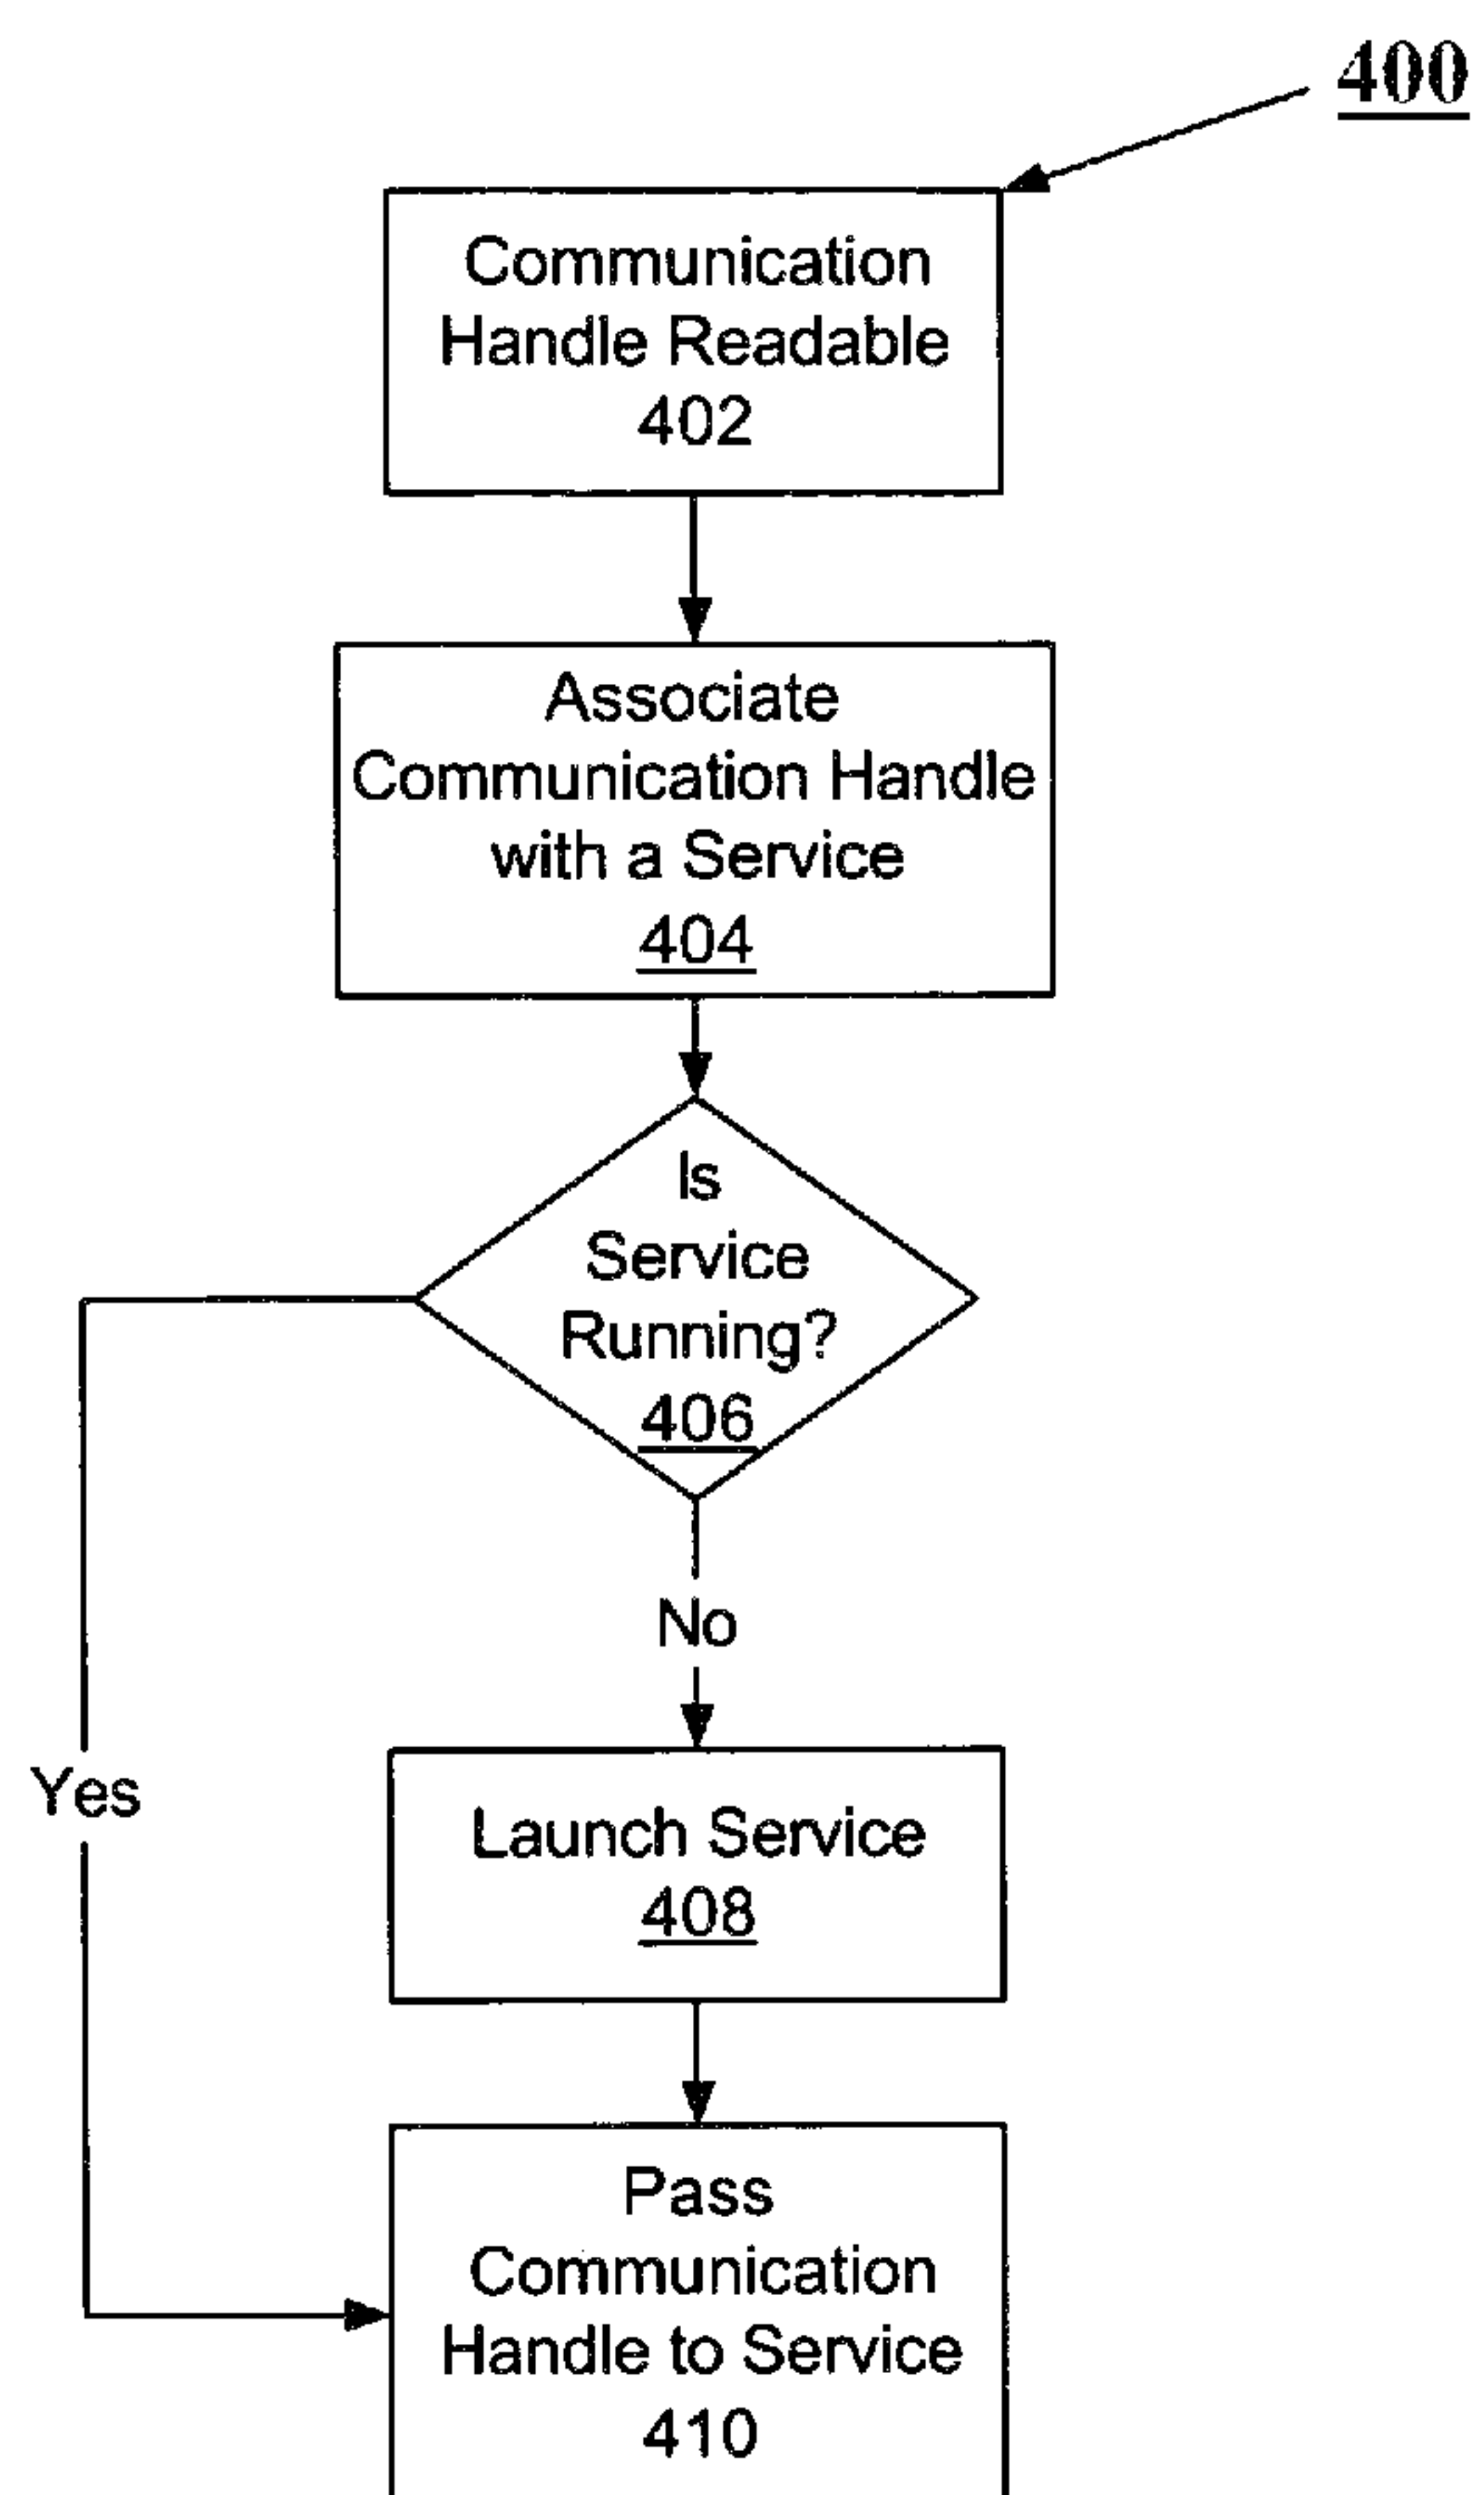 400
Communication
Handle Readable
402
Associate
Communication Handle
with a Service
404
Is
Service
Running?
406
No
Yes
Launch Service
408
Pass
Communication
Handle to Service
410